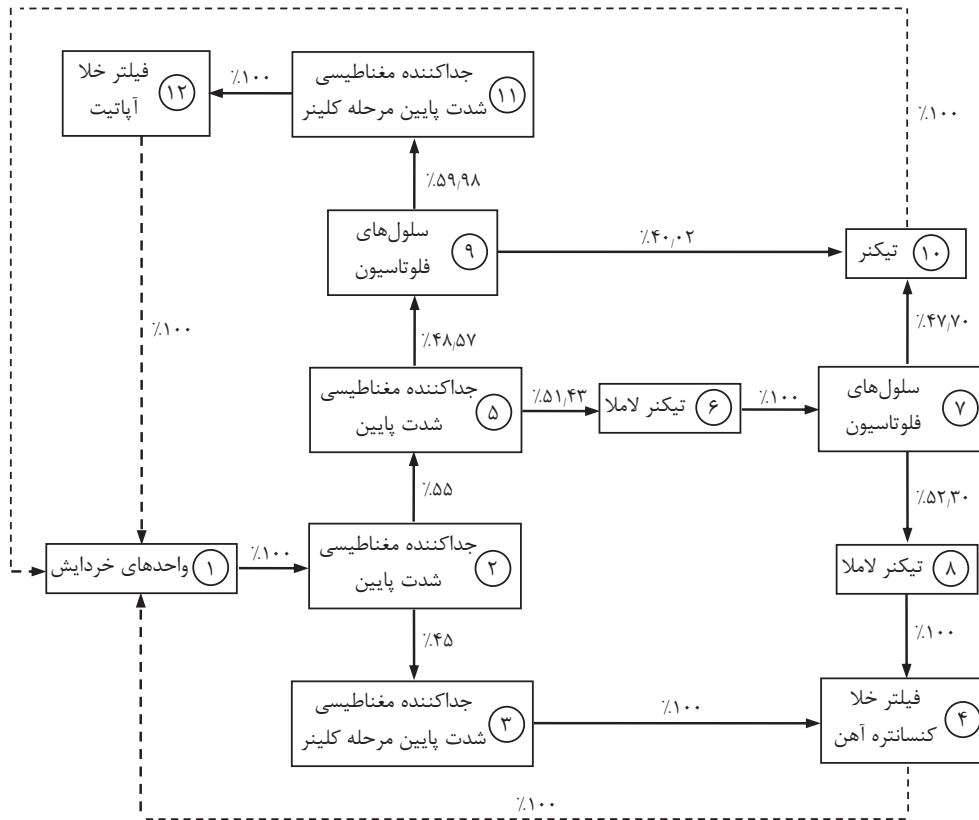 فیلتر خلا
آپاتیت
۱۲
٪۱۰۰
جداکننده مغناطیسی
شدت پایین مرحله کلینر
۱۱
٪۱۰۰
٪۵۹٫۹۸
سلول‌های
فلوتاسیون
۹
٪۴۰٫۰۲
تیکنر
۱۰
٪۱۰۰
٪۴۸٫۵۷
٪۴۷٫۷۰
جداکننده مغناطیسی
شدت پایین
۵
٪۵۱٫۴۳
تیکنر لاملا
۶
٪۱۰۰
سلول‌های
فلوتاسیون
۷
٪۵۵
٪۵۲٫۳۰
واحدهای خردایش
۱
٪۱۰۰
جداکننده مغناطیسی
شدت پایین
۲
تیکنر لاملا
۸
٪۴۵
٪۱۰۰
جداکننده مغناطیسی
شدت پایین مرحله کلینر
۳
٪۱۰۰
فیلتر خلا
کنسانتره آهن
۴
٪۱۰۰